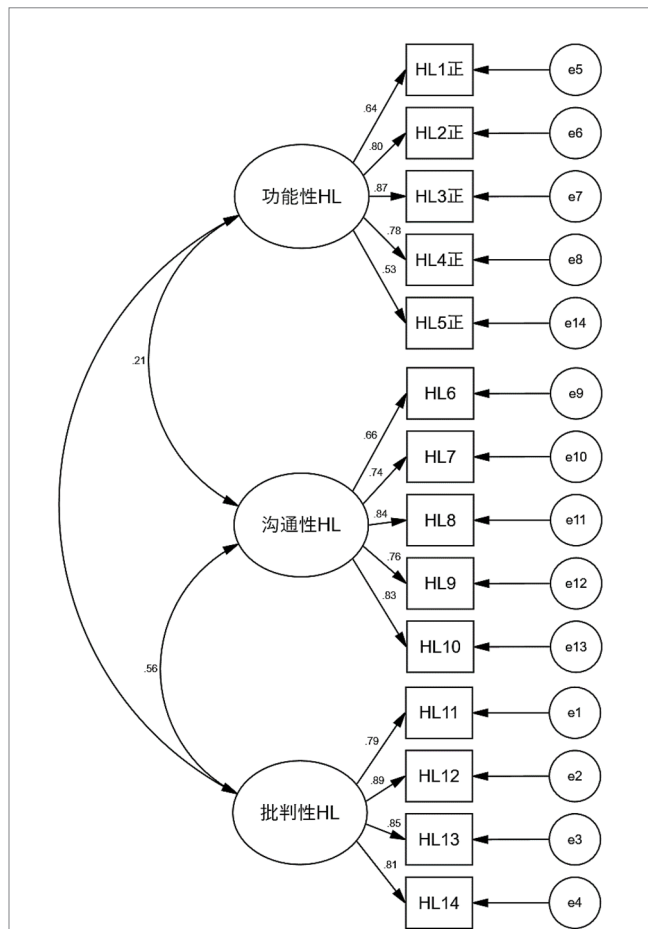 HL1正
e5
.64
HL2正
e6
.80
功能性HL
.87
HL3正
e7
.78
HL4正
e8
.53
HL5正
e14
.21
HL6
e9
.66
HL7
e10
.74
沟通性HL
.84
HL8
e11
.76
HL9
e12
.83
HL10
e13
.56
HL11
e1
.79
HL12
e2
.89
批判性HL
.85
HL13
e3
.81
HL14
e4